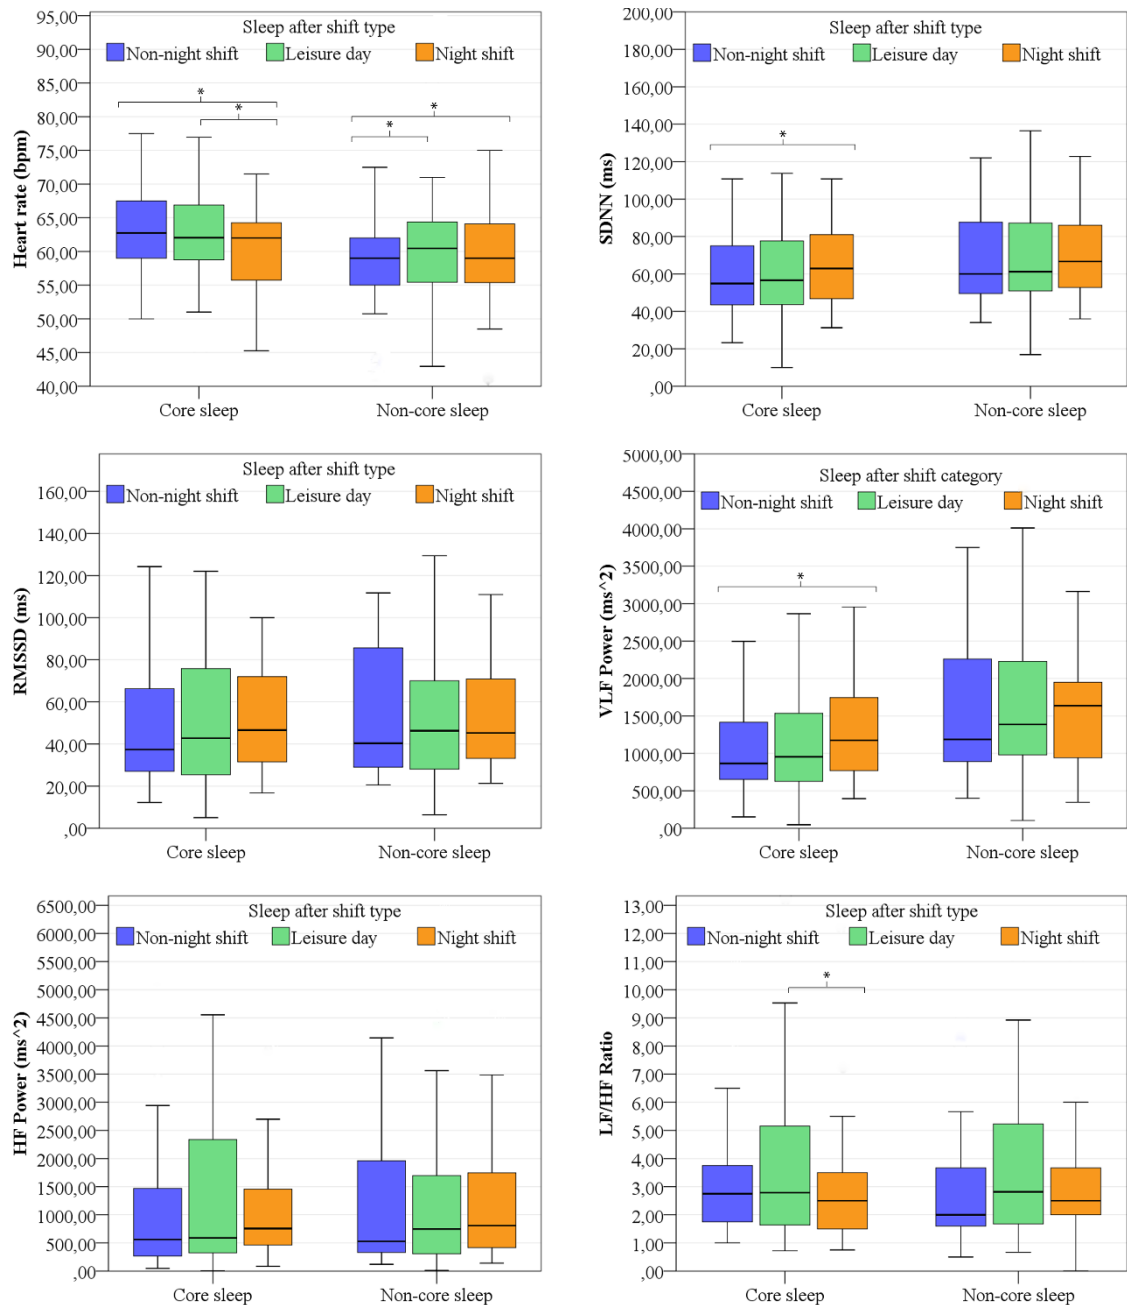 Sleep after shift type
Non-night shift Leisure day Night shift
95,00
90,00
85,00
80,00
75,00
70,00
65,00
60,00
55,00
50,00
45,00
40,00
Heart rate (bpm)
* * * *
Core sleep Non-core sleep
Sleep after shift type
Non-night shift Leisure day Night shift
200,00
180,00
160,00
140,00
120,00
100,00
80,00
60,00
40,00
20,00
,00
SDNN (ms)
*
Core sleep Non-core sleep
Sleep after shift type
Non-night shift Leisure day Night shift
160,00
140,00
120,00
100,00
80,00
60,00
40,00
20,00
,00
RMSSD (ms)
Core sleep Non-core sleep
Sleep after shift category
Non-night shift Leisure day Night shift
5000,00
4500,00
4000,00
3500,00
3000,00
2500,00
2000,00
1500,00
1000,00
500,00
,00
VLF Power (ms^2)
*
Core sleep Non-core sleep
Sleep after shift type
Non-night shift Leisure day Night shift
6500,00
6000,00
5500,00
5000,00
4500,00
4000,00
3500,00
3000,00
2500,00
2000,00
1500,00
1000,00
500,00
,00
HF Power (ms^2)
Core sleep Non-core sleep
Sleep after shift type
Non-night shift Leisure day Night shift
13,00
12,00
11,00
10,00
9,00
8,00
7,00
6,00
5,00
4,00
3,00
2,00
1,00
,00
LF/HF Ratio
*
Core sleep Non-core sleep